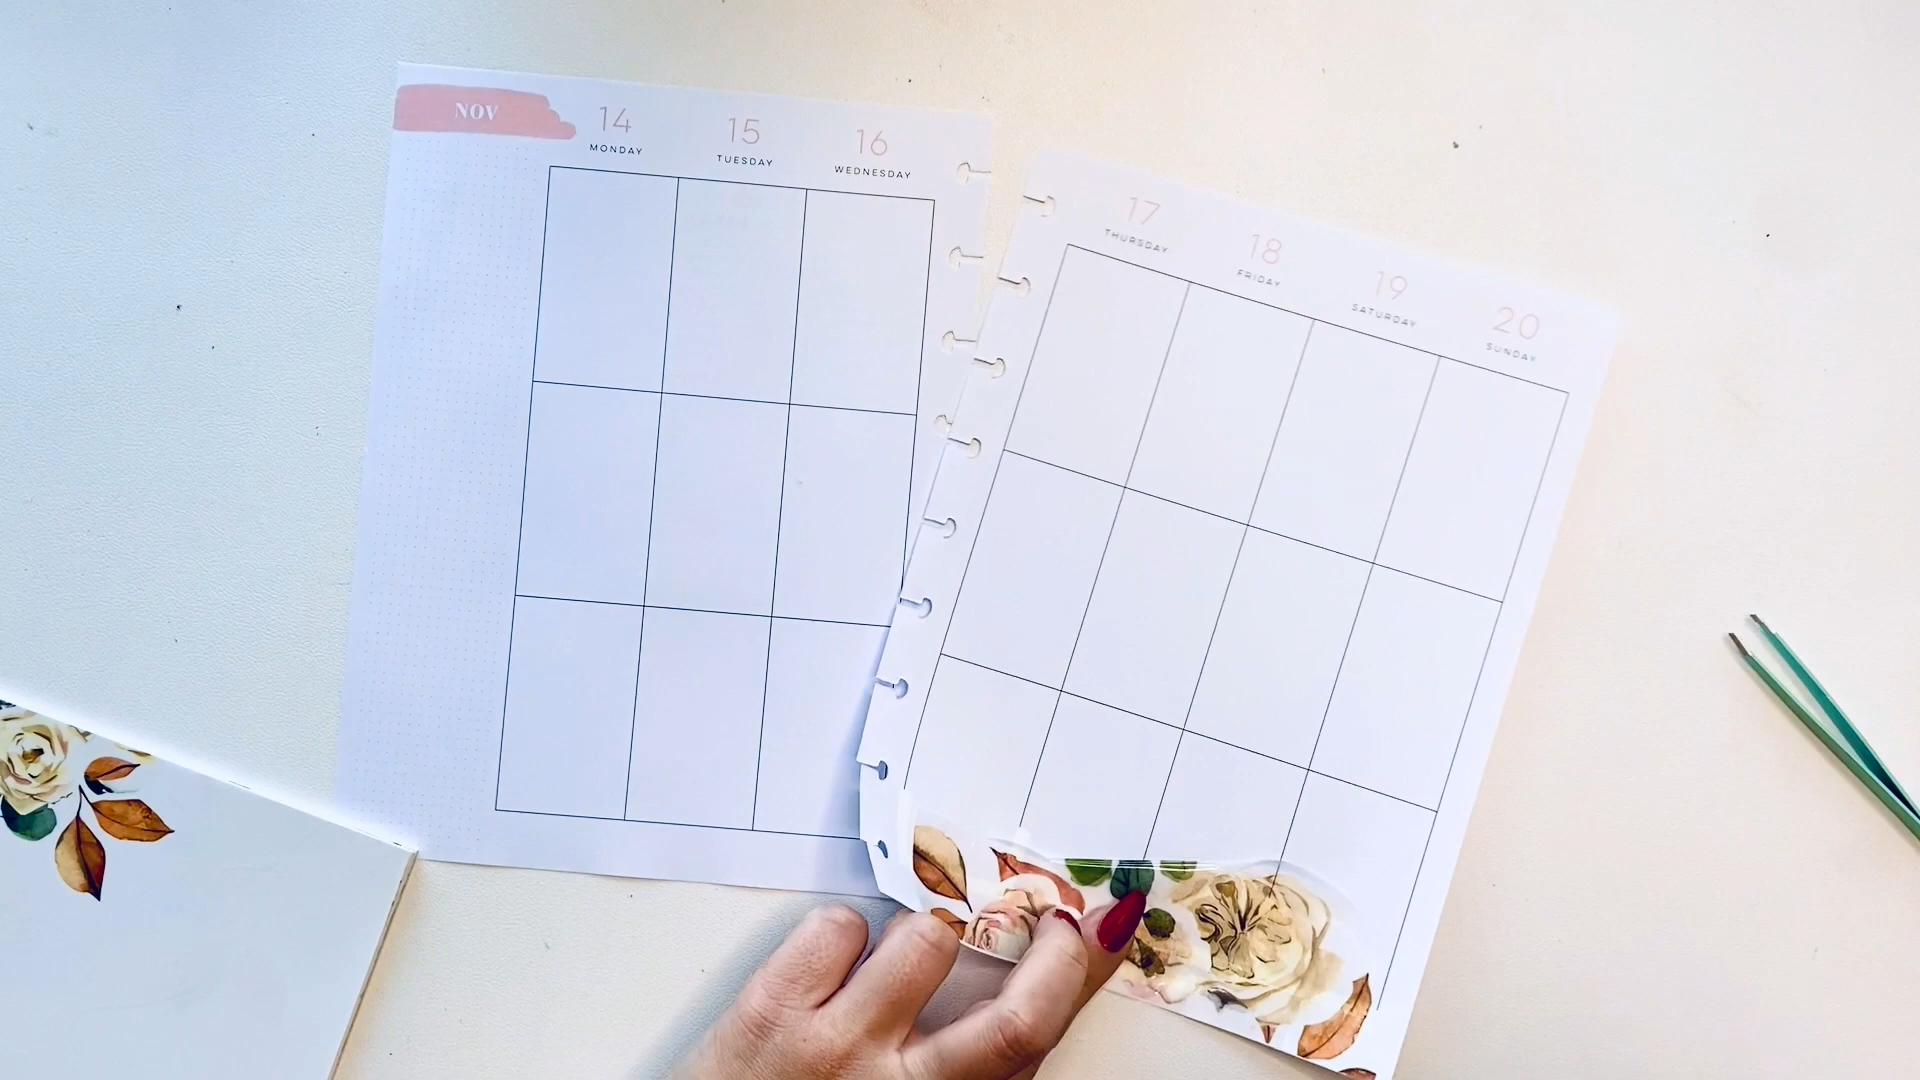 NOV
14 15 16
MONDAY TUESDAY WEDNESDAY
17 18 19 20
THURSDAY FRIDAY SATURDAY SUNDAY